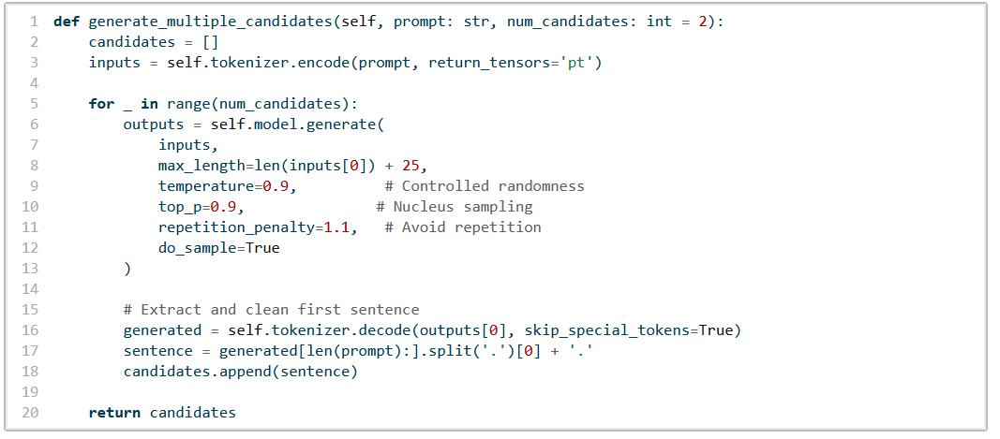 1 def generate_multiple_candidates(self, prompt: str, num_candidates: int = 2):
2     candidates = []
3     inputs = self.tokenizer.encode(prompt, return_tensors='pt')
4
5     for _ in range(num_candidates):
6         outputs = self.model.generate(
7             inputs,
8             max_length=len(inputs[0]) + 25,
9             temperature=0.9,          # Controlled randomness
10             top_p=0.9,               # Nucleus sampling
11             repetition_penalty=1.1,   # Avoid repetition
12             do_sample=True
13         )
14
15         # Extract and clean first sentence
16         generated = self.tokenizer.decode(outputs[0], skip_special_tokens=True)
17         sentence = generated[len(prompt):].split('.')[0] + '.'
18         candidates.append(sentence)
19
20     return candidates